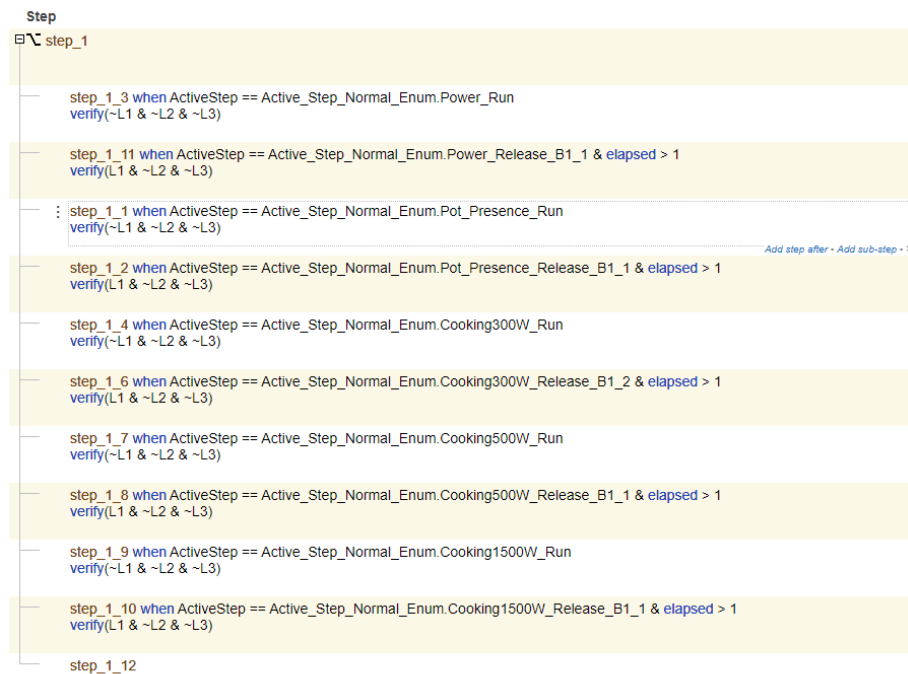 Step
step_1
step_1_3 when ActiveStep == Active_Step_Normal_Enum.Power_Run
verify(~L1 & ~L2 & ~L3)
step_1_11 when ActiveStep == Active_Step_Normal_Enum.Power_Release_B1_1 & elapsed > 1
verify(L1 & ~L2 & ~L3)
step_1_1 when ActiveStep == Active_Step_Normal_Enum.Pot_Presence_Run
verify(~L1 & ~L2 & ~L3)
Add step after • Add sub-step •
step_1_2 when ActiveStep == Active_Step_Normal_Enum.Pot_Presence_Release_B1_1 & elapsed > 1
verify(L1 & ~L2 & ~L3)
step_1_4 when ActiveStep == Active_Step_Normal_Enum.Cooking300W_Run
verify(~L1 & ~L2 & ~L3)
step_1_6 when ActiveStep == Active_Step_Normal_Enum.Cooking300W_Release_B1_2 & elapsed > 1
verify(L1 & ~L2 & ~L3)
step_1_7 when ActiveStep == Active_Step_Normal_Enum.Cooking500W_Run
verify(~L1 & ~L2 & ~L3)
step_1_8 when ActiveStep == Active_Step_Normal_Enum.Cooking500W_Release_B1_1 & elapsed > 1
verify(L1 & ~L2 & ~L3)
step_1_9 when ActiveStep == Active_Step_Normal_Enum.Cooking1500W_Run
verify(~L1 & ~L2 & ~L3)
step_1_10 when ActiveStep == Active_Step_Normal_Enum.Cooking1500W_Release_B1_1 & elapsed > 1
verify(L1 & ~L2 & ~L3)
step_1_12